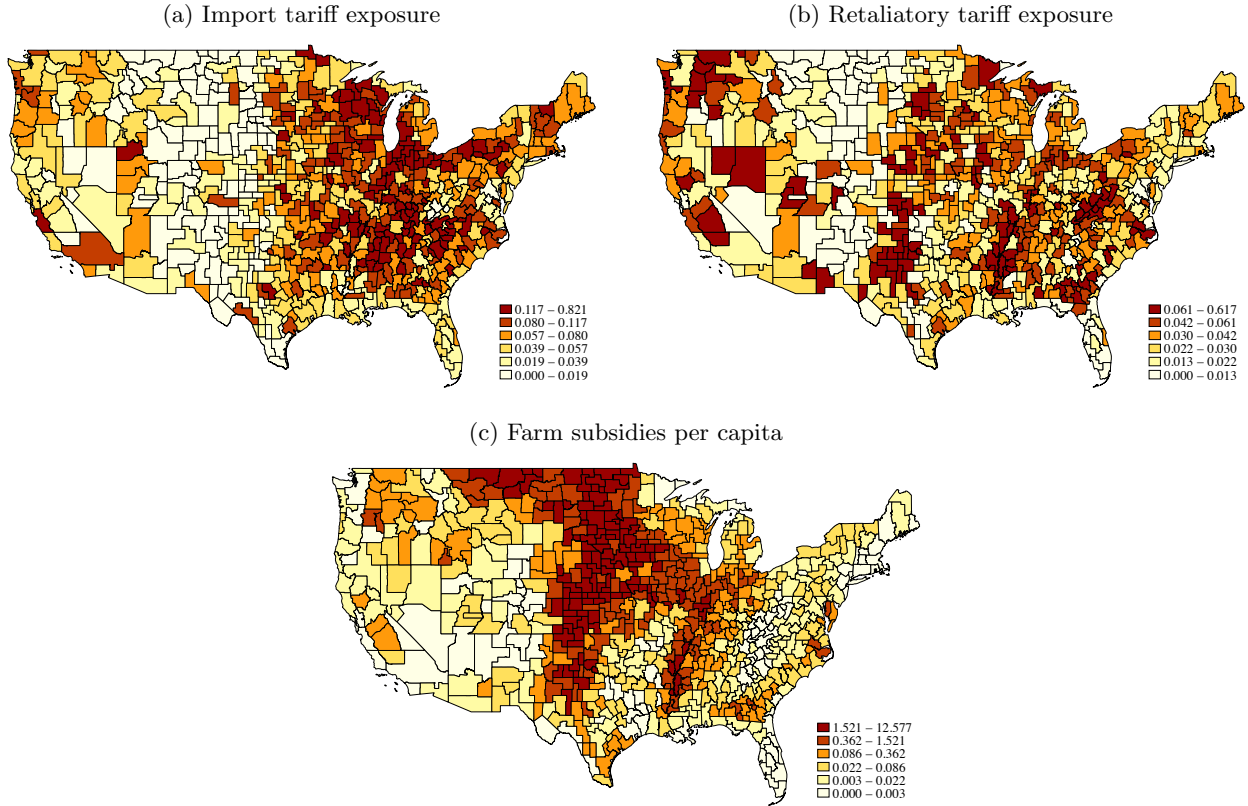 (a) Import tariff exposure
(b) Retaliatory tariff exposure
0.117 – 0.821
0.080 – 0.117
0.057 – 0.080
0.039 – 0.057
0.019 – 0.039
0.000 – 0.019
0.061 – 0.617
0.042 – 0.061
0.030 – 0.042
0.022 – 0.030
0.013 – 0.022
0.000 – 0.013
(c) Farm subsidies per capita
1.521 – 12.577
0.362 – 1.521
0.086 – 0.362
0.022 – 0.086
0.003 – 0.022
0.000 – 0.003